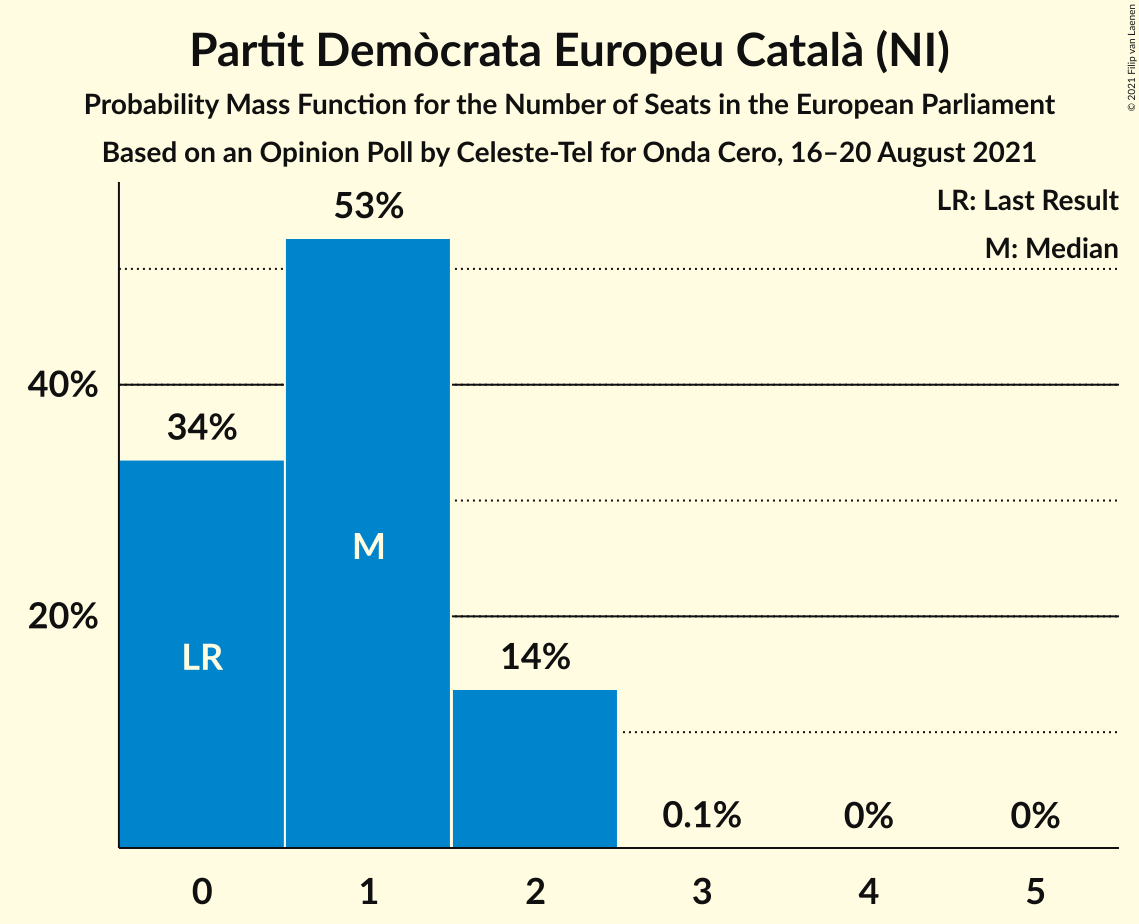 Partit Demòcrata Europeu Català (NI)
Probability Mass Function for the Number of Seats in the European Parliament
Based on an Opinion Poll by Celeste-Tel for Onda Cero, 16–20 August 2021
© 2021 Filip van Laenen
LR: Last Result
M: Median
53%
40%
34%
M
20%
LR
14%
0.1%
0%
0%
0
1
2
3
4
5